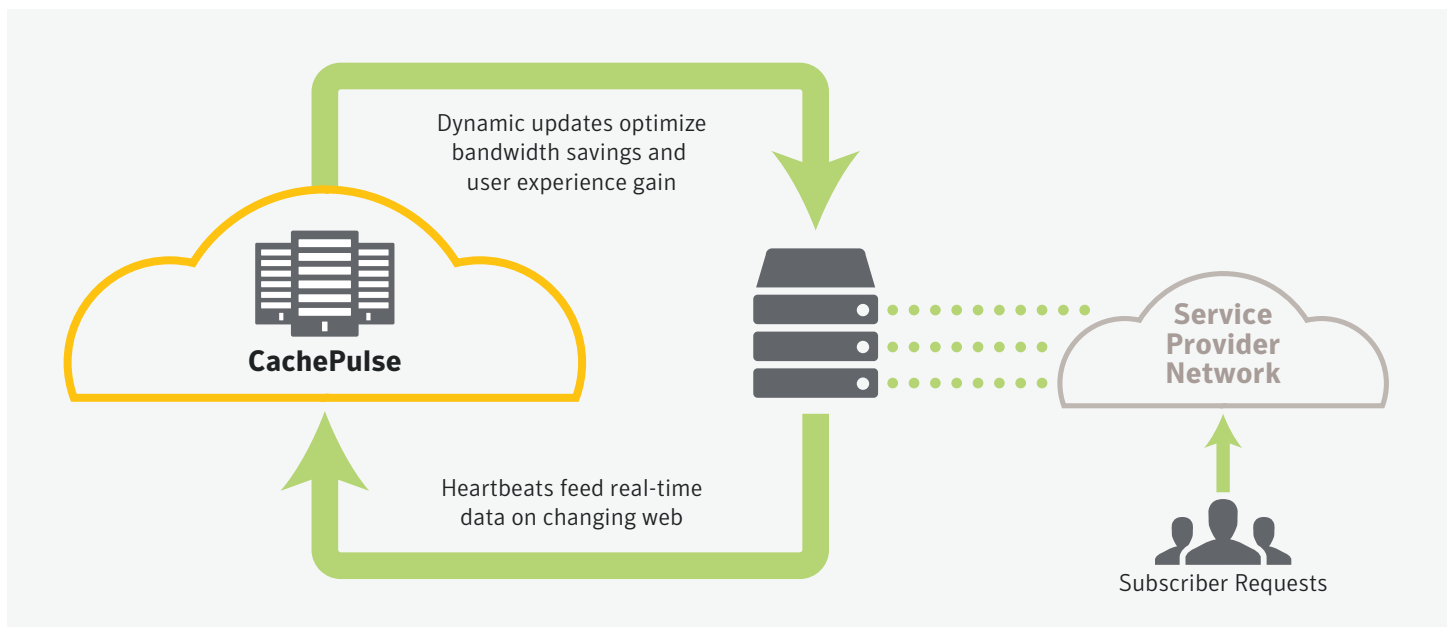 Dynamic updates optimize
bandwidth savings and
user experience gain
CachePulse
Service
Provider
Network
Heartbeats feed real-time
data on changing web
Subscriber Requests